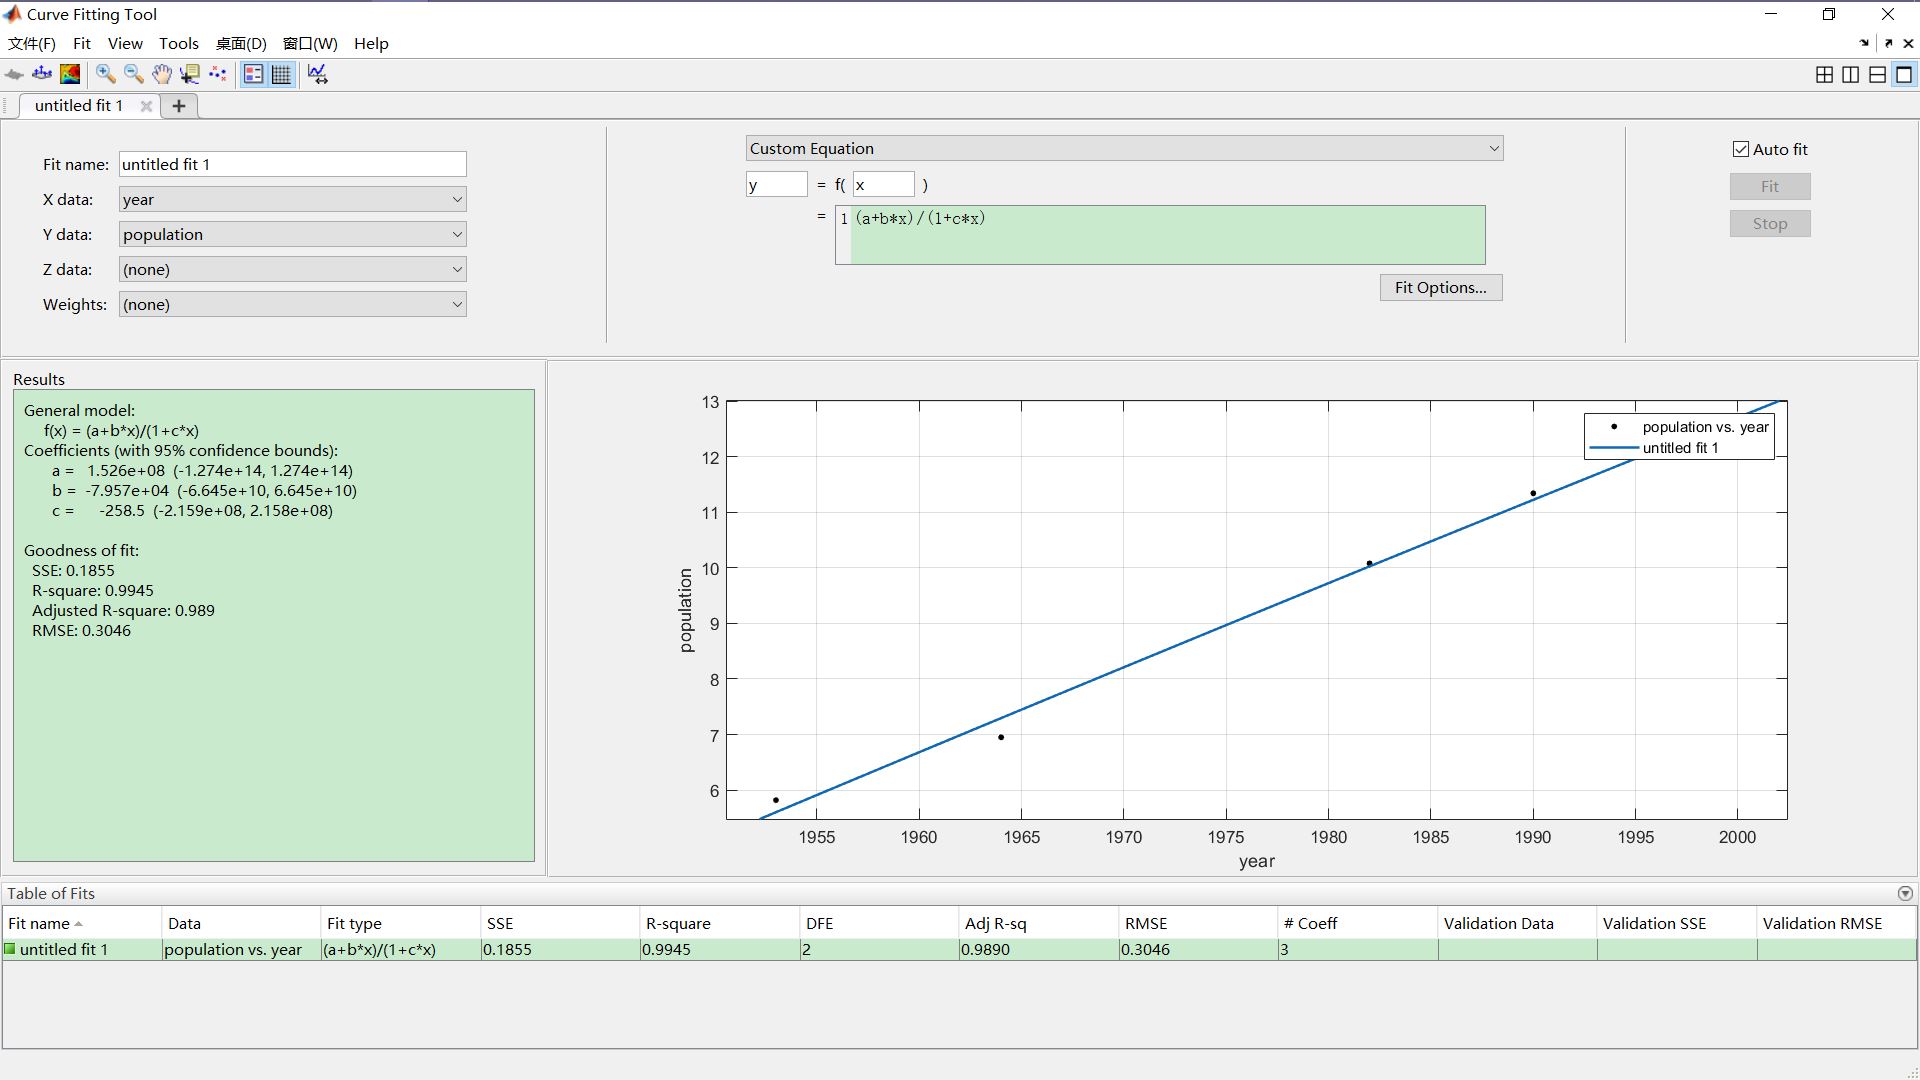 Curve Fitting Tool
文件(F) Fit View Tools 桌面(D) 窗口(W) Help
untitled fit 1
Fit name: untitled fit 1
X data: year
Y data: population
Z data: (none)
Weights: (none)
Custom Equation
y = f( x )
= 1 (a+b*x)/(1+c*x)
Fit Options...
Auto fit
Fit
Stop
Results
General model:
f(x) = (a+b*x)/(1+c*x)
Coefficients (with 95% confidence bounds):
a = 1.526e+08 (-1.274e+14, 1.274e+14)
b = -7.957e+04 (-6.645e+10, 6.645e+10)
c = -258.5 (-2.159e+08, 2.158e+08)
Goodness of fit:
SSE: 0.1855
R-square: 0.9945
Adjusted R-square: 0.989
RMSE: 0.3046
13
12
11
10
9
8
7
6
population
population vs. year
untitled fit 1
1955 1960 1965 1970 1975 1980 1985 1990 1995 2000
year
Table of Fits
Fit name Data Fit type SSE R-square DFE Adj R-sq RMSE # Coeff Validation Data Validation SSE Validation RMSE
untitled fit 1 population vs. year (a+b*x)/(1+c*x) 0.1855 0.9945 2 0.9890 0.3046 3